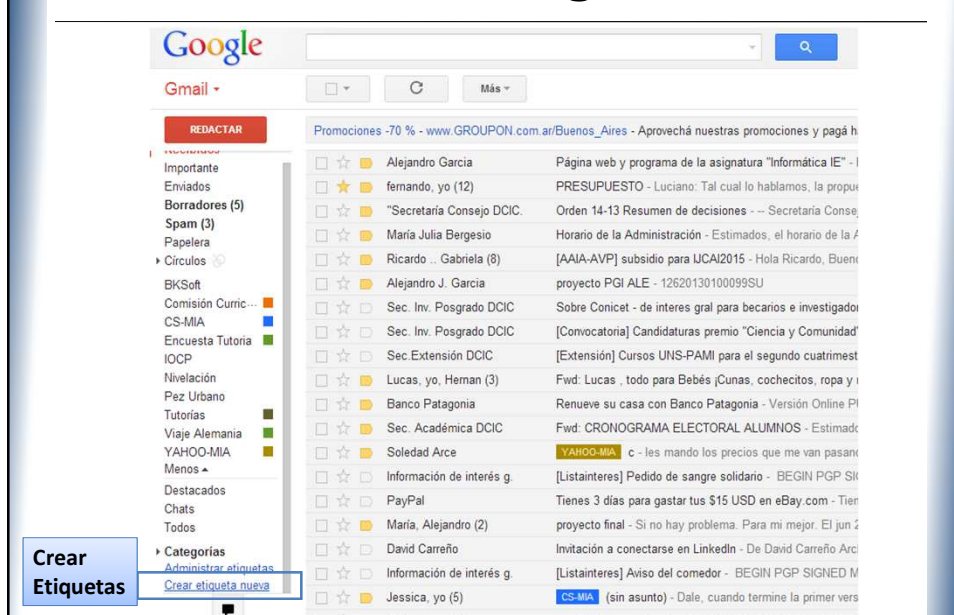 Google
Gmail
Más
REDACTAR
Promociones -70 % - www.GROUPON.com.ar/Buenos_Aires - Aprovechá nuestras promociones y pagá
Recibidos
Importante
Enviados
Borradores (5)
Spam (3)
Papelera
Círculos
BKSoft
Comisión Curric...
CS-MIA
Encuesta Tutoria
IOCP
Nivelación
Pez Urbano
Tutorías
Viaje Alemania
YAHOO-MIA
Menos
Destacados
Chats
Todos
Categorías
Administrar etiquetas
Crear etiqueta nueva
Alejandro Garcia Página web y programa de la asignatura "Informática IE" -
fernando, yo (12) PRESUPUESTO - Luciano: Tal cual lo hablamos, la propue
"Secretaría Consejo DCIC. Orden 14-13 Resumen de decisiones - -- Secretaría Conse
María Julia Bergesio Horario de la Administración - Estimados, el horario de la
Ricardo .. Gabriela (8) [AAIA-AVP] subsidio para IJCAI2015 - Hola Ricardo, Buen
Alejandro J. Garcia proyecto PGI ALE - 12620130100099SU
Sec. Inv. Posgrado DCIC Sobre Conicet - de interes gral para becarios e investigador
Sec. Inv. Posgrado DCIC [Convocatoria] Candidaturas premio "Ciencia y Comunidad"
Sec.Extensión DCIC [Extensión] Cursos UNS-PAMI para el segundo cuatrimest
Lucas, yo, Hernan (3) Fwd: Lucas , todo para Bebés ¡Cunas, cochecitos, ropa y
Banco Patagonia Renueve su casa con Banco Patagonia - Versión Online
Sec. Académica DCIC Fwd: CRONOGRAMA ELECTORAL ALUMNOS - Estimado
Soledad Arce YAHOO-MIA c - les mando los precios que me van pasand
Información de interés g. [Listainteres] Pedido de sangre solidario - BEGIN PGP
PayPal Tienes 3 días para gastar tus $15 USD en eBay.com - Tien
María, Alejandro (2) proyecto final - Si no hay problema. Para mi mejor. El jun 2
David Carreño Invitación a conectarse en LinkedIn - De David Carreño Arc
Información de interés g. [Listainteres] Aviso del comedor - BEGIN PGP SIGNED M
Jessica, yo (5) CS-MIA (sin asunto) - Dale, cuando termine la primer vers
Crear
Etiquetas